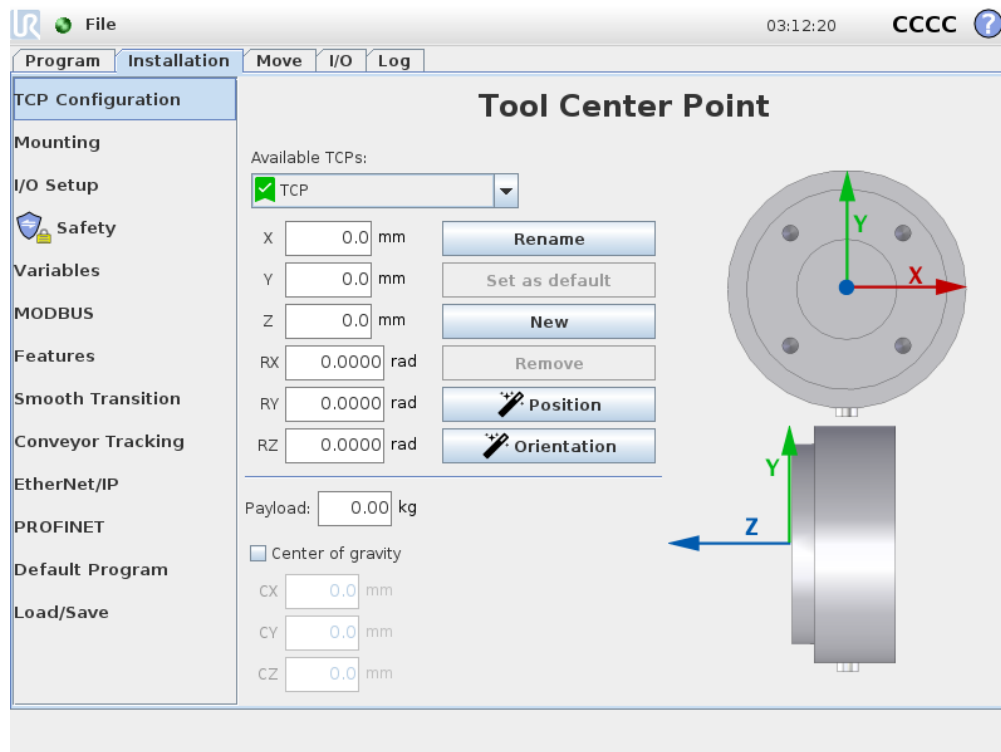 UR File 03:12:20 CCCC ?
Program Installation Move I/O Log
TCP Configuration
Mounting
I/O Setup
Safety
Variables
MODBUS
Features
Smooth Transition
Conveyor Tracking
EtherNet/IP
PROFINET
Default Program
Load/Save
Tool Center Point
Available TCPs:
TCP
X 0.0 mm Rename
Y 0.0 mm Set as default
Z 0.0 mm New
RX 0.0000 rad Remove
RY 0.0000 rad Position
RZ 0.0000 rad Orientation
Payload: 0.00 kg
Center of gravity
CX 0.0 mm
CY 0.0 mm
CZ 0.0 mm
Y
X
Y
Z